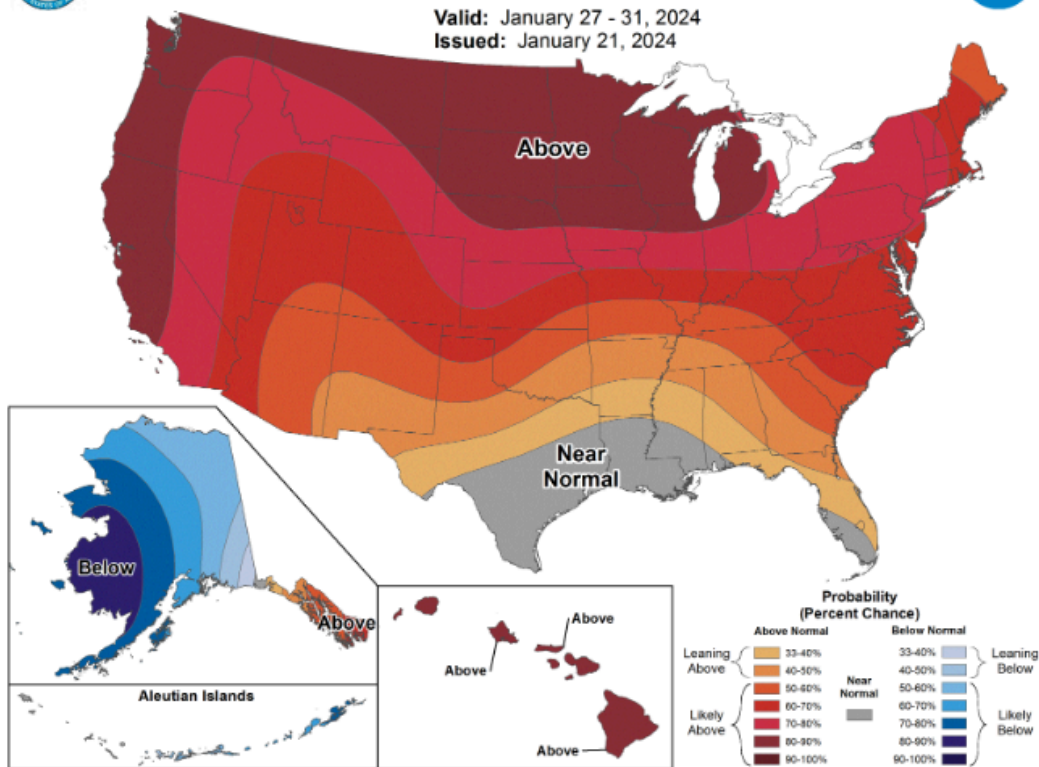 Valid: January 27 - 31, 2024
Issued: January 21, 2024
Above
Near
Normal
Below
Above
Aleutian Islands
Above
Above
Above
Probability
(Percent Chance)
Above Normal
Below Normal
Leaning
Above
33-40%
40-50%
Likely
Above
50-60%
60-70%
70-80%
80-90%
90-100%
Near
Normal
33-40%
40-50%
Leaning
Below
50-60%
60-70%
70-80%
80-90%
90-100%
Likely
Below